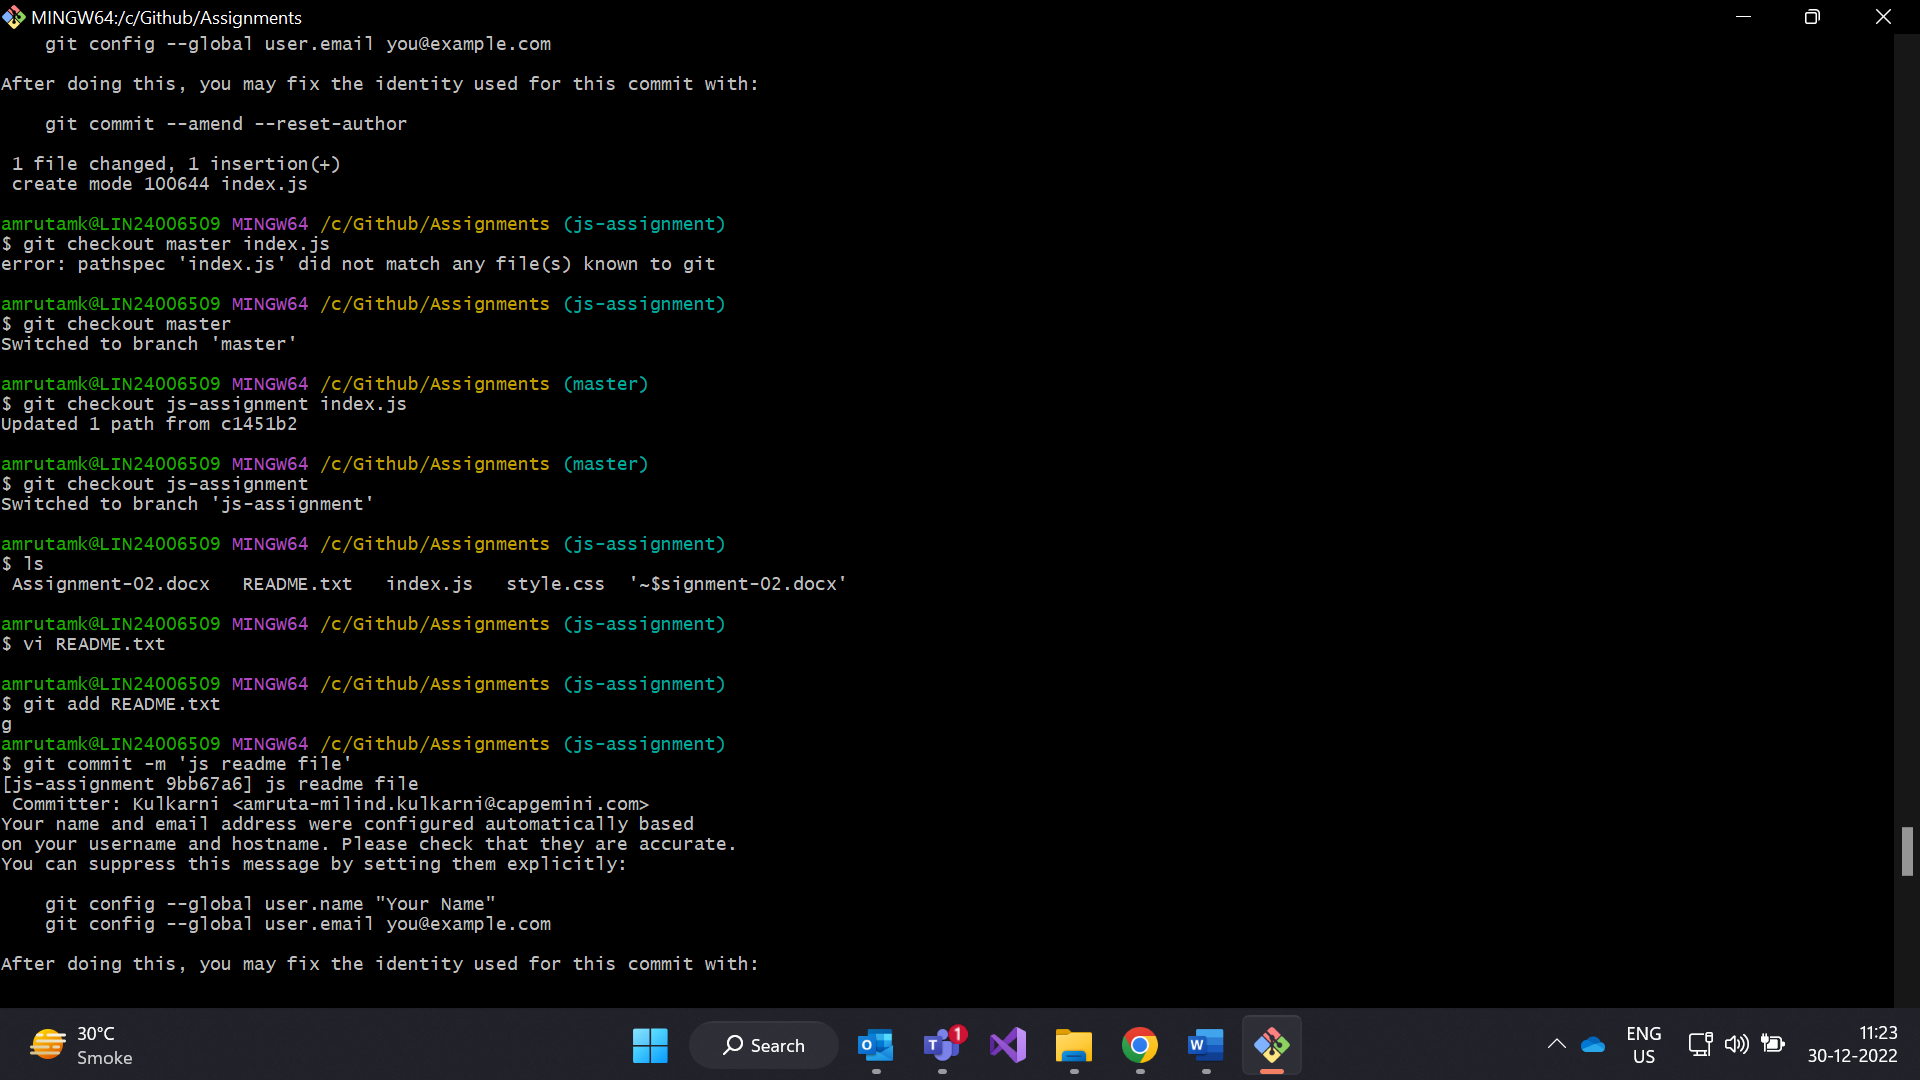 MINGW64:/c/Github/Assignments
    git config --global user.email you@example.com
After doing this, you may fix the identity used for this commit with:
    git commit --amend --reset-author
 1 file changed, 1 insertion(+)
 create mode 100644 index.js
amrutamk@LIN24006509 MINGW64 /c/Github/Assignments (js-assignment)
$ git checkout master index.js
error: pathspec 'index.js' did not match any file(s) known to git
amrutamk@LIN24006509 MINGW64 /c/Github/Assignments (js-assignment)
$ git checkout master
Switched to branch 'master'
amrutamk@LIN24006509 MINGW64 /c/Github/Assignments (master)
$ git checkout js-assignment index.js
Updated 1 path from c1451b2
amrutamk@LIN24006509 MINGW64 /c/Github/Assignments (master)
$ git checkout js-assignment
Switched to branch 'js-assignment'
amrutamk@LIN24006509 MINGW64 /c/Github/Assignments (js-assignment)
$ ls
 Assignment-02.docx   README.txt   index.js   style.css  '~$signment-02.docx'
amrutamk@LIN24006509 MINGW64 /c/Github/Assignments (js-assignment)
$ vi README.txt
amrutamk@LIN24006509 MINGW64 /c/Github/Assignments (js-assignment)
$ git add README.txt
g
amrutamk@LIN24006509 MINGW64 /c/Github/Assignments (js-assignment)
$ git commit -m 'js readme file'
[js-assignment 9bb67a6] js readme file
 Committer: Kulkarni <amruta-milind.kulkarni@capgemini.com>
Your name and email address were configured automatically based
on your username and hostname. Please check that they are accurate.
You can suppress this message by setting them explicitly:
    git config --global user.name "Your Name"
    git config --global user.email you@example.com
After doing this, you may fix the identity used for this commit with:
30°C
Smoke
Search
1
ENG
US
11:23
30-12-2022